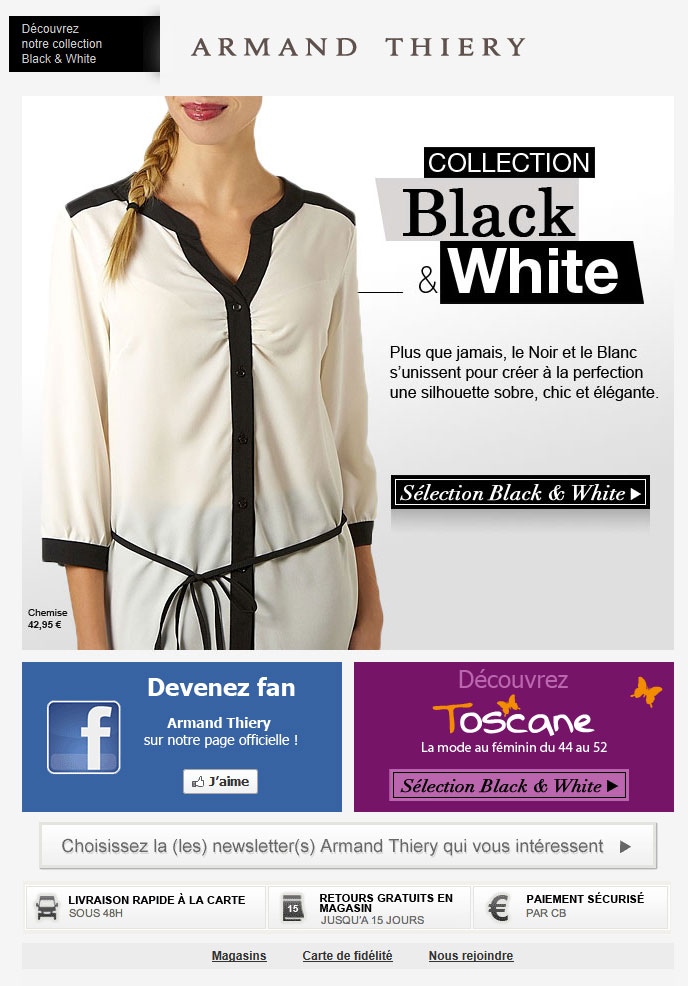 Découvrez
notre collection
Black & White
ARMAND THIERY
COLLECTION
Black
& White
Plus que jamais, le Noir et le Blanc
s'unissent pour créer à la perfection
une silhouette sobre, chic et élégante.
Sélection Black & White
Chemise
42,95 €
f
Devenez fan
Armand Thiery
sur notre page officielle !
J'aime
Découvrez
Toscane
La mode au féminin du 44 au 52
Sélection Black & White
Choisissez la (les) newsletter(s) Armand Thiery qui vous intéressent
LIVRAISON RAPIDE À LA CARTE
SOUS 48H
15
RETOURS GRATUITS EN
MAGASIN
JUSQU'A 15 JOURS
€
PAIEMENT SÉCURISÉ
PAR CB
Magasins Carte de fidélité Nous rejoindre